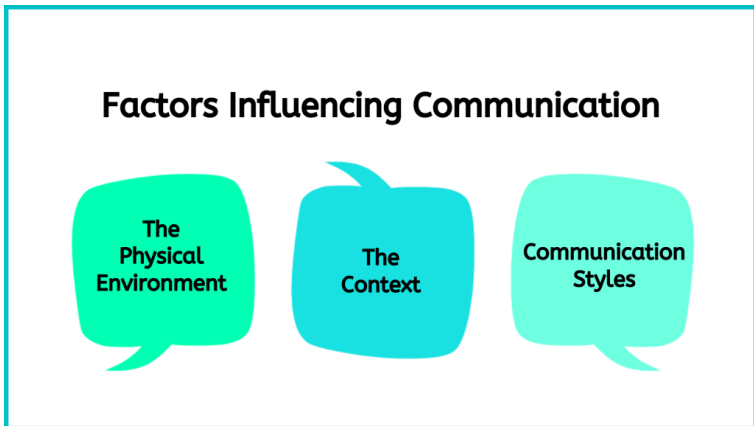 Factors Influencing Communication
The
Physical
Environment
The
Context
Communication
Styles